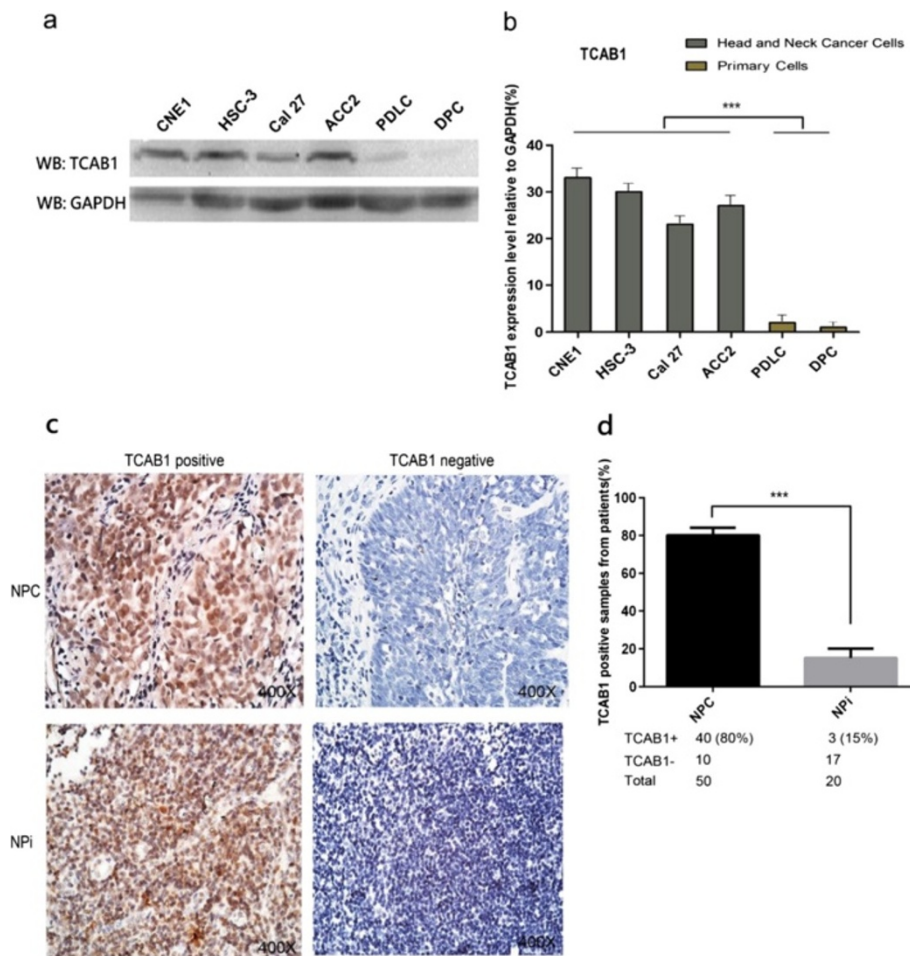 a
CNE1 HSC-3 Cal 27 ACC2 PDLC DPC
WB: TCAB1
WB: GAPDH
b
TCAB1
Head and Neck Cancer Cells
Primary Cells
***
TCAB1 expression level relative to GAPDH(%)
40
30
20
10
0
CNE1 HSC-3 Cal 27 ACC2 PDLC DPC
c
TCAB1 positive TCAB1 negative
NPC
400X 400X
NPi
400X 400X
d
***
TCAB1 positive samples from patients(%)
100
80
60
40
20
0
NPC NPi
TCAB1+ 40 (80%) 3 (15%)
TCAB1- 10 17
Total 50 20